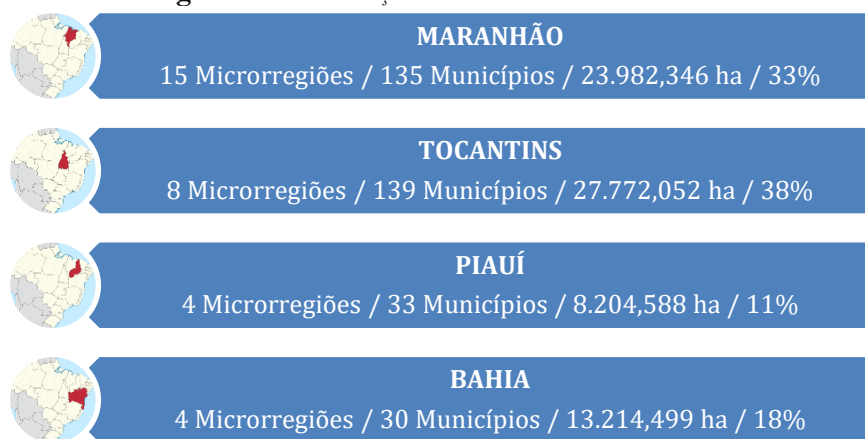 MARANHÃO
15 Microrregiões / 135 Municípios / 23.982,346 ha / 33%
TOCANTINS
8 Microrregiões / 139 Municípios / 27.772,052 ha / 38%
PIAUÍ
4 Microrregiões / 33 Municípios / 8.204,588 ha / 11%
BAHIA
4 Microrregiões / 30 Municípios / 13.214,499 ha / 18%